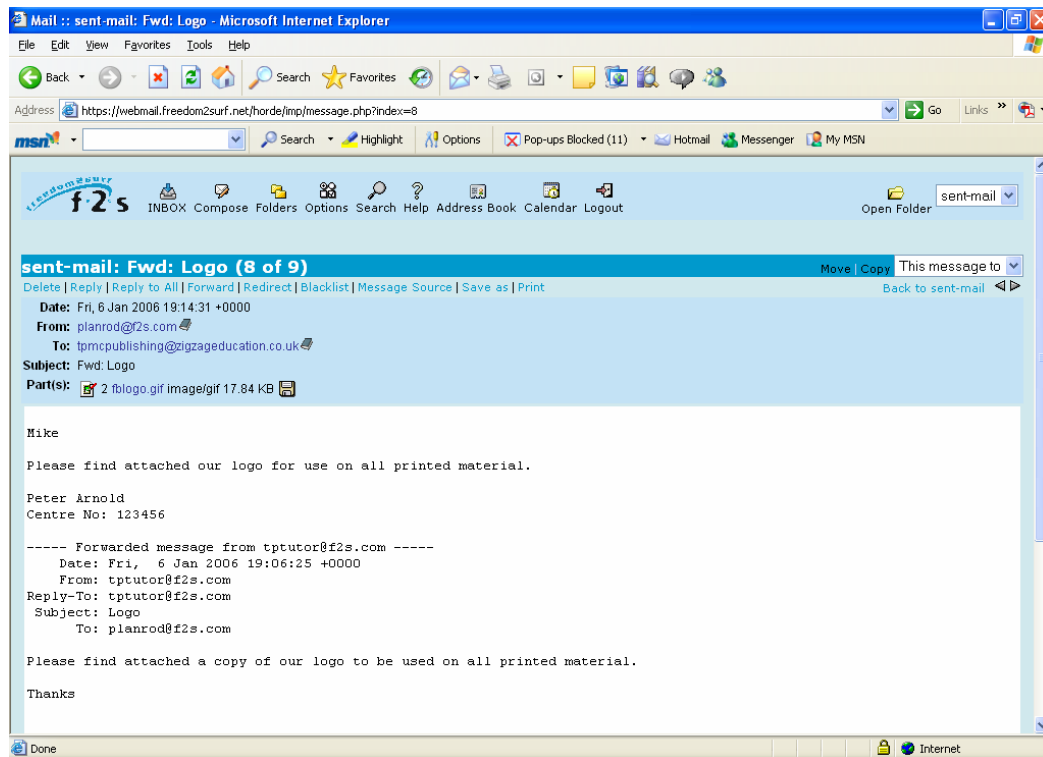 Mail :: sent-mail: Fwd: Logo - Microsoft Internet Explorer
File Edit View Favorites Tools Help
Back Search Favorites
Address https://webmail.freedom2surf.net/horde/imp/message.php?index=8 Go Links »
msn Search Highlight Options Pop-ups Blocked (11) Hotmail Messenger My MSN
freedom2surf
f·2·s INBOX Compose Folders Options Search Help Address Book Calendar Logout Open Folder sent-mail
sent-mail: Fwd: Logo (8 of 9) Move | Copy This message to
Delete | Reply | Reply to All | Forward | Redirect | Blacklist | Message Source | Save as | Print Back to sent-mail
Date: Fri, 6 Jan 2006 19:14:31 +0000
From: planrod@f2s.com
To: tpmcpublishing@zigzageducation.co.uk
Subject: Fwd: Logo
Part(s): 2 fblogo.gif image/gif 17.84 KB
Mike
Please find attached our logo for use on all printed material.
Peter Arnold
Centre No: 123456
----- Forwarded message from tptutor@f2s.com -----
Date: Fri, 6 Jan 2006 19:06:25 +0000
From: tptutor@f2s.com
Reply-To: tptutor@f2s.com
Subject: Logo
To: planrod@f2s.com
Please find attached a copy of our logo to be used on all printed material.
Thanks
Done Internet